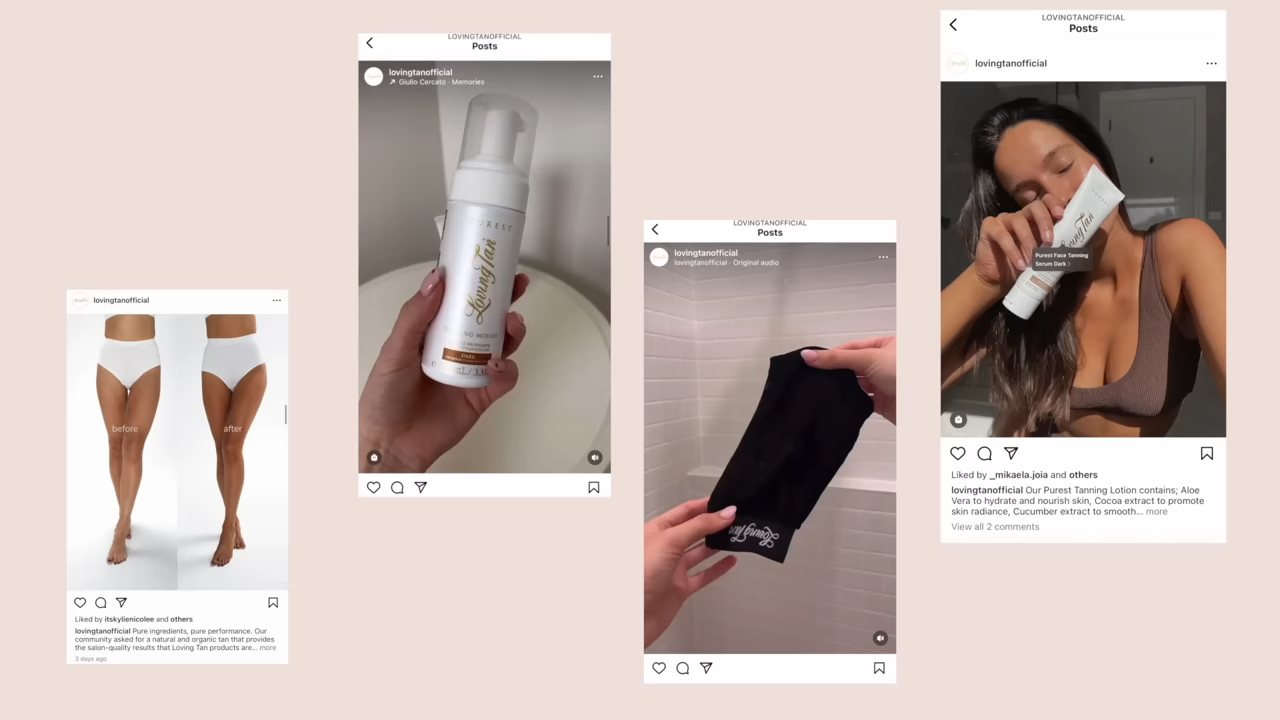 lovingtanofficial
before
after
Liked by itskylienicolee and others
lovingtanofficial Pure ingredients, pure performance. Our
community asked for a natural and organic tan that provides
the salon-quality results that Loving Tan products are... more
3 days ago
LOVINGTANOFFICIAL
Posts
lovingtanofficial
Giulio Cercato · Memories
PUREST
Loving Tan
DARK
LOVINGTANOFFICIAL
Posts
lovingtanofficial
lovingtanofficial · Original audio
Loving Tan
LOVINGTANOFFICIAL
Posts
lovingtanofficial
PUREST
Loving Tan
Purest Face Tanning
Serum Dark
Liked by _mikaela.joia and others
lovingtanofficial Our Purest Tanning Lotion contains; Aloe
Vera to hydrate and nourish skin, Cocoa extract to promote
skin radiance, Cucumber extract to smooth... more
View all 2 comments